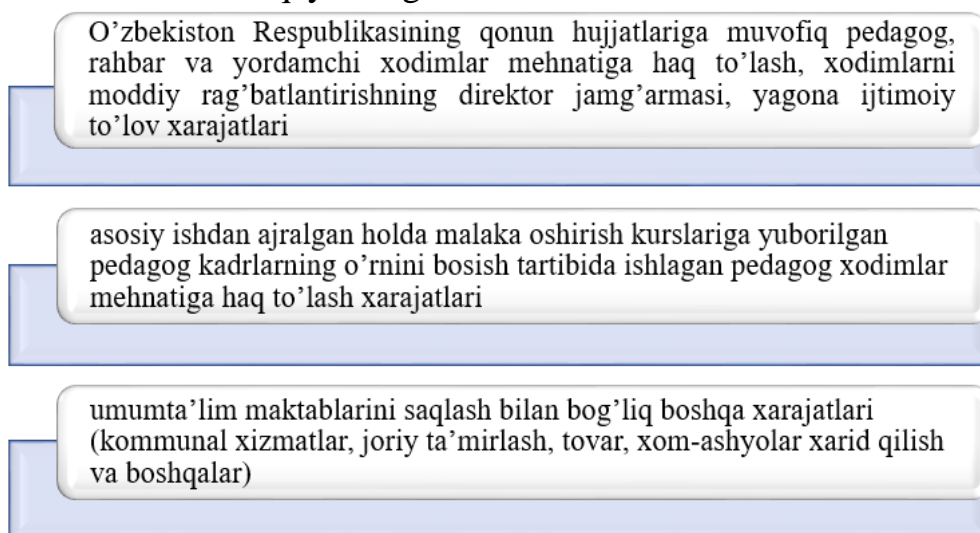 O’zbekiston Respublikasining qonun hujjatlariga muvofiq pedagog,
rahbar va yordamchi xodimlar mehnatiga haq to’lash, xodimlarni
moddiy rag’batlantirishning direktor jamg’armasi, yagona ijtimoiy
to’lov xarajatlari
asosiy ishdan ajralgan holda malaka oshirish kurslariga yuborilgan
pedagog kadrlarning o’rnini bosish tartibida ishlagan pedagog xodimlar
mehnatiga haq to’lash xarajatlari
umumta’lim maktablarini saqlash bilan bog’liq boshqa xarajatlari
(kommunal xizmatlar, joriy ta’mirlash, tovar, xom-ashyolar xarid qilish
va boshqalar)